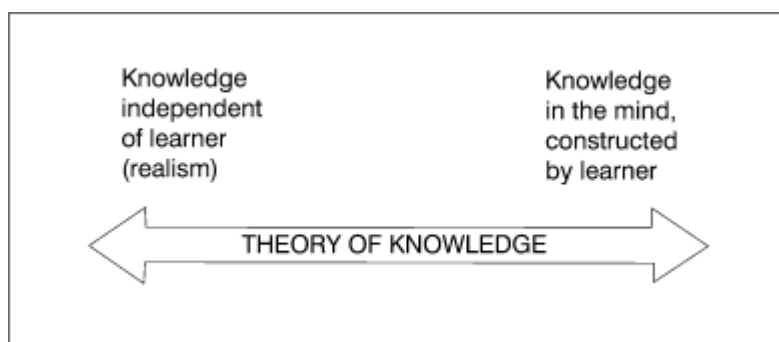 Knowledge
independent
of learner
(realism)
Knowledge
in the mind,
constructed
by learner
THEORY OF KNOWLEDGE